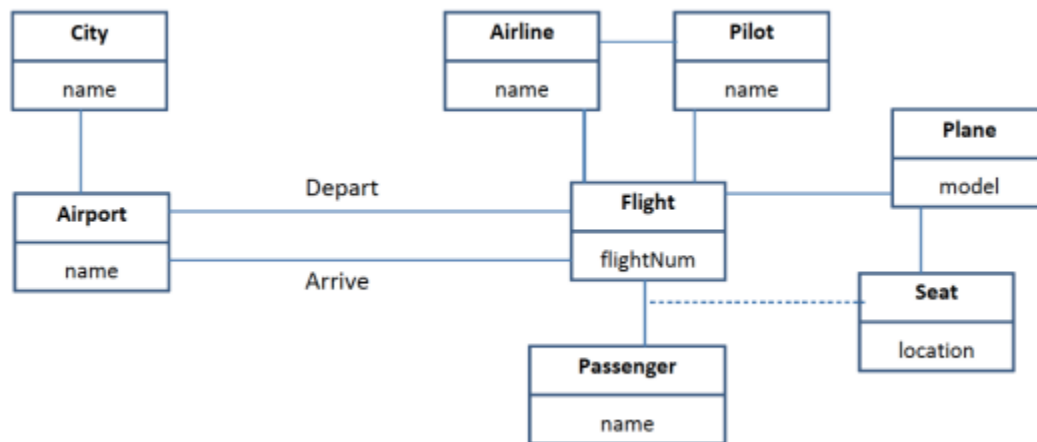 City
name
Airline
name
Pilot
name
Plane
model
Depart
Airport
name
Arrive
Flight
flightNum
Seat
location
Passenger
name